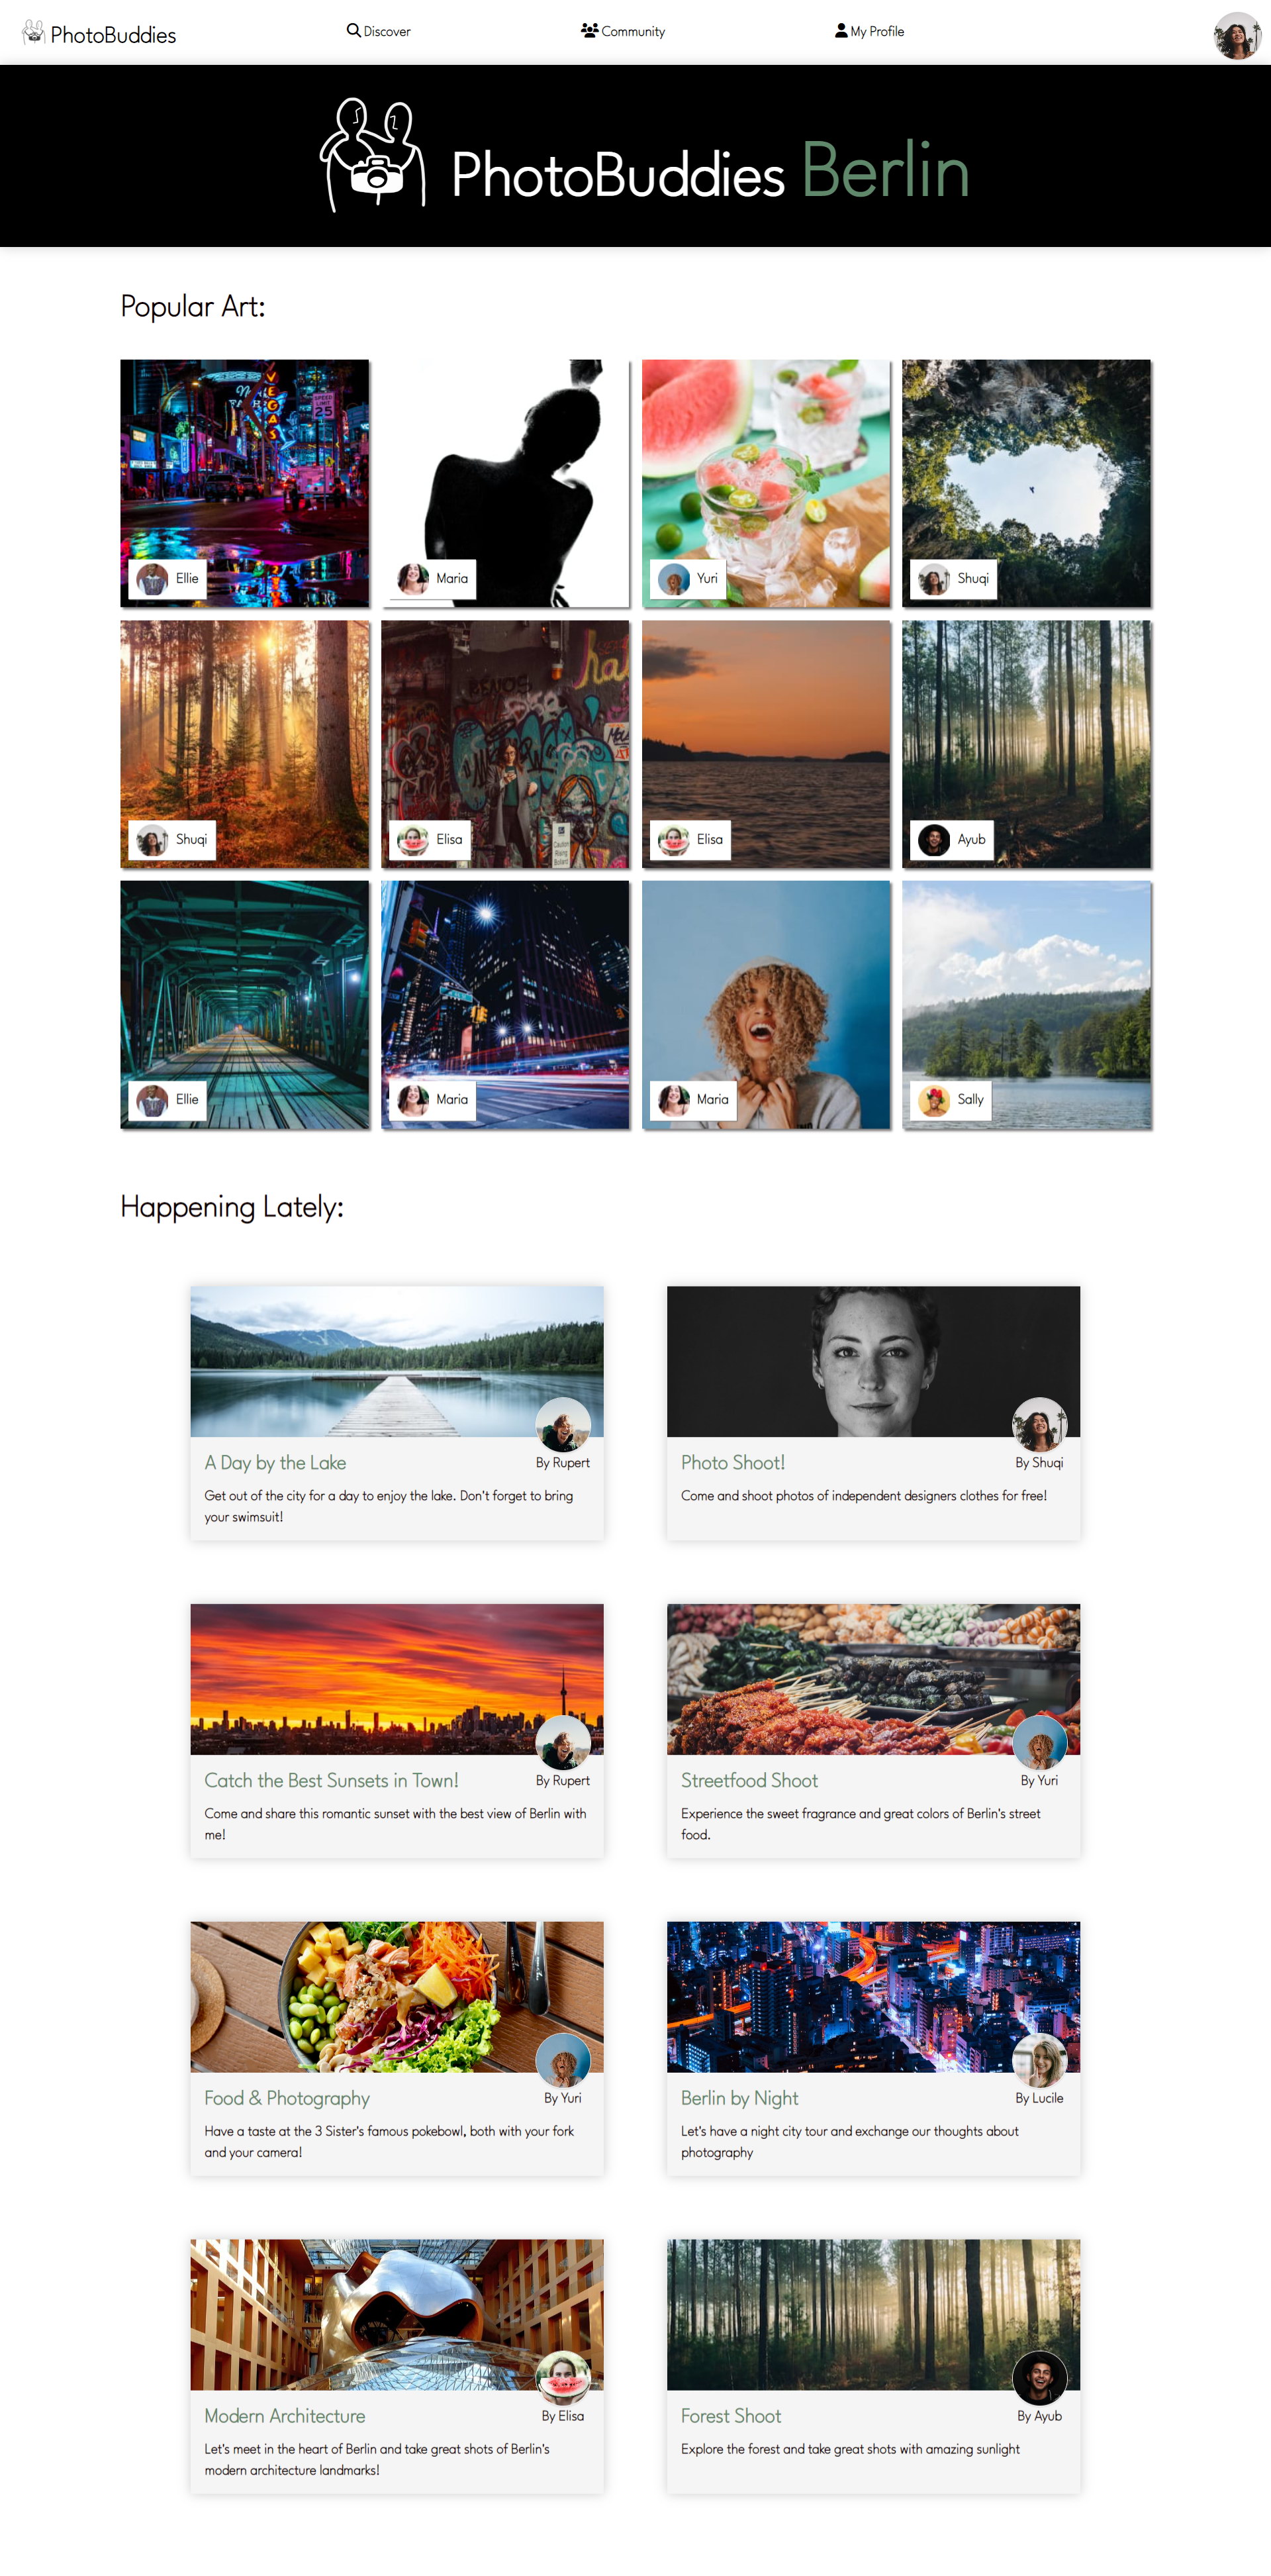 PhotoBuddies
Discover
Community
My Profile
PhotoBuddies Berlin
Popular Art:
VEGAS
SPEED
LIMIT
25
Ellie
Maria
Yuri
Shuqi
Shuqi
Elisa
Elisa
Ayub
Ellie
Maria
Maria
Sally
Happening Lately:
A Day by the Lake
By Rupert
Get out of the city for a day to enjoy the lake. Don't forget to bring
your swimsuit!
Photo Shoot!
By Shuqi
Come and shoot photos of independent designers clothes for free!
Catch the Best Sunsets in Town!
By Rupert
Come and share this romantic sunset with the best view of Berlin with
me!
Streetfood Shoot
By Yuri
Experience the sweet fragrance and great colors of Berlin's street
food.
Food & Photography
By Yuri
Have a taste at the 3 Sister's famous pokebowl, both with your fork
and your camera!
Berlin by Night
By Lucile
Let's have a night city tour and exchange our thoughts about
photography
Modern Architecture
By Elisa
Let's meet in the heart of Berlin and take great shots of Berlin's
modern architecture landmarks!
Forest Shoot
By Ayub
Explore the forest and take great shots with amazing sunlight